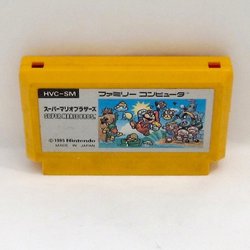 HVC-SM
ファミリー コンピュータ
スーパーマリオブラザーズ
SUPER MARIO BROS.
© 1985 Nintendo
MADE IN JAPAN